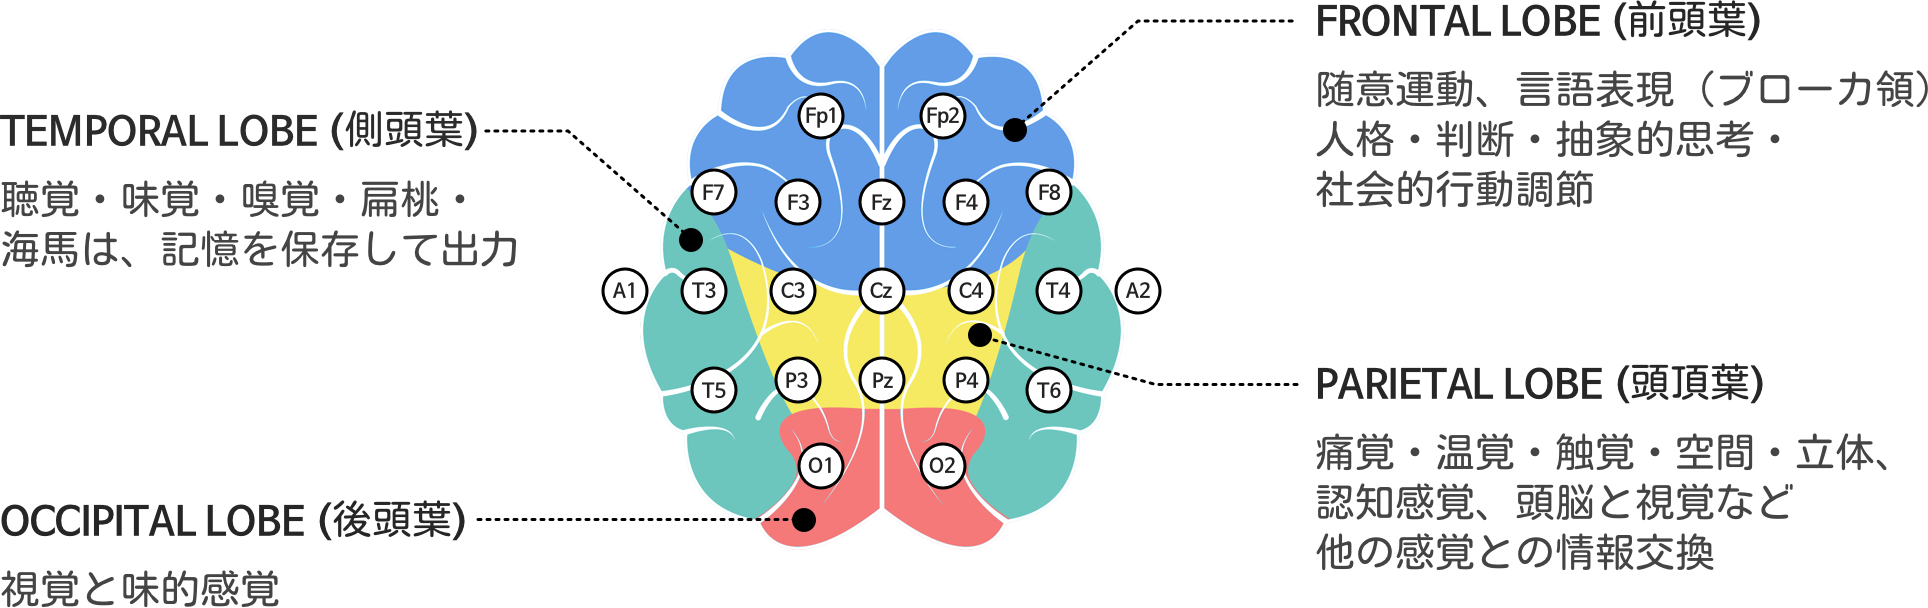 FRONTAL LOBE (前頭葉)
随意運動、言語表現（ブローカ領）
人格・判断・抽象的思考・
社会的行動調節
TEMPORAL LOBE (側頭葉)
聴覚・味覚・嗅覚・扁桃・
海馬は、記憶を保存して出力
Fp1 Fp2
F7 F3 Fz F4 F8
A1 T3 C3 Cz C4 T4 A2
T5 P3 Pz P4 T6
O1 O2
PARIETAL LOBE (頭頂葉)
痛覚・温覚・触覚・空間・立体、
認知感覚、頭脳と視覚など
他の感覚との情報交換
OCCIPITAL LOBE (後頭葉)
視覚と味的感覚